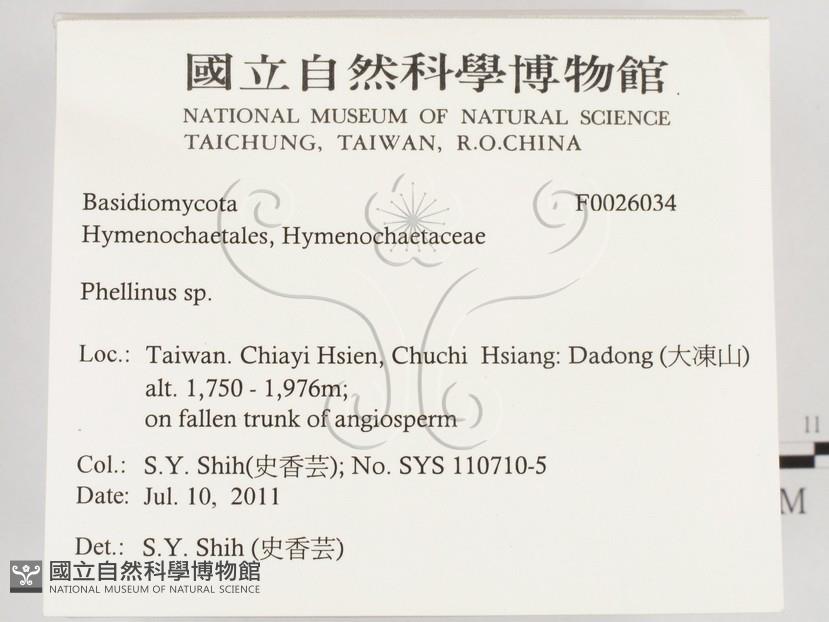 國立自然科學博物館
NATIONAL MUSEUM OF NATURAL SCIENCE
TAICHUNG, TAIWAN, R.O.CHINA
Basidiomycota F0026034
Hymenochaetales, Hymenochaetaceae
Phellinus sp.
Loc.: Taiwan. Chiayi Hsien, Chuchi Hsiang: Dadong (大凍山)
alt. 1,750 - 1,976m;
on fallen trunk of angiosperm
11
Col.: S.Y. Shih(史香芸); No. SYS 110710-5
Date: Jul. 10, 2011
M
Det.: S.Y. Shih (史香芸)
國立自然科學博物館
NATIONAL MUSEUM OF NATURAL SCIENCE